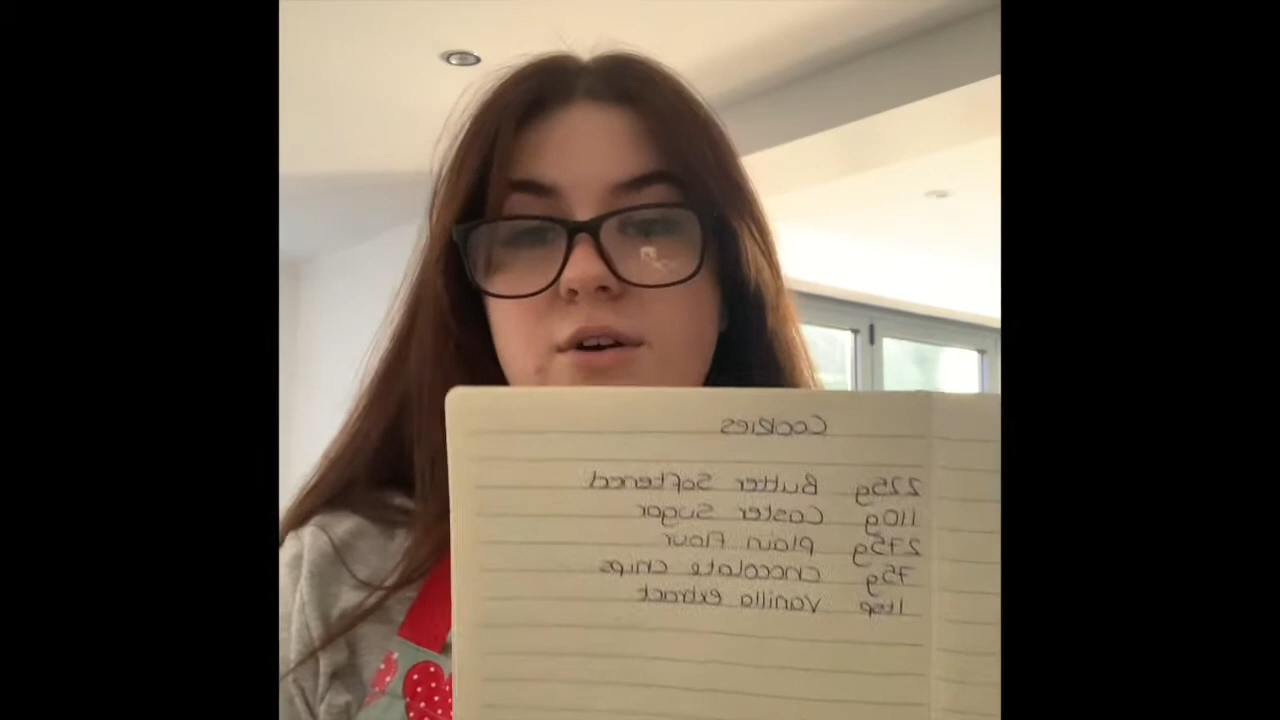 Cookies
225g Butter Softened
110g Caster Sugar
275g Plain Flour
75g chocolate chips
1tsp Vanilla extract